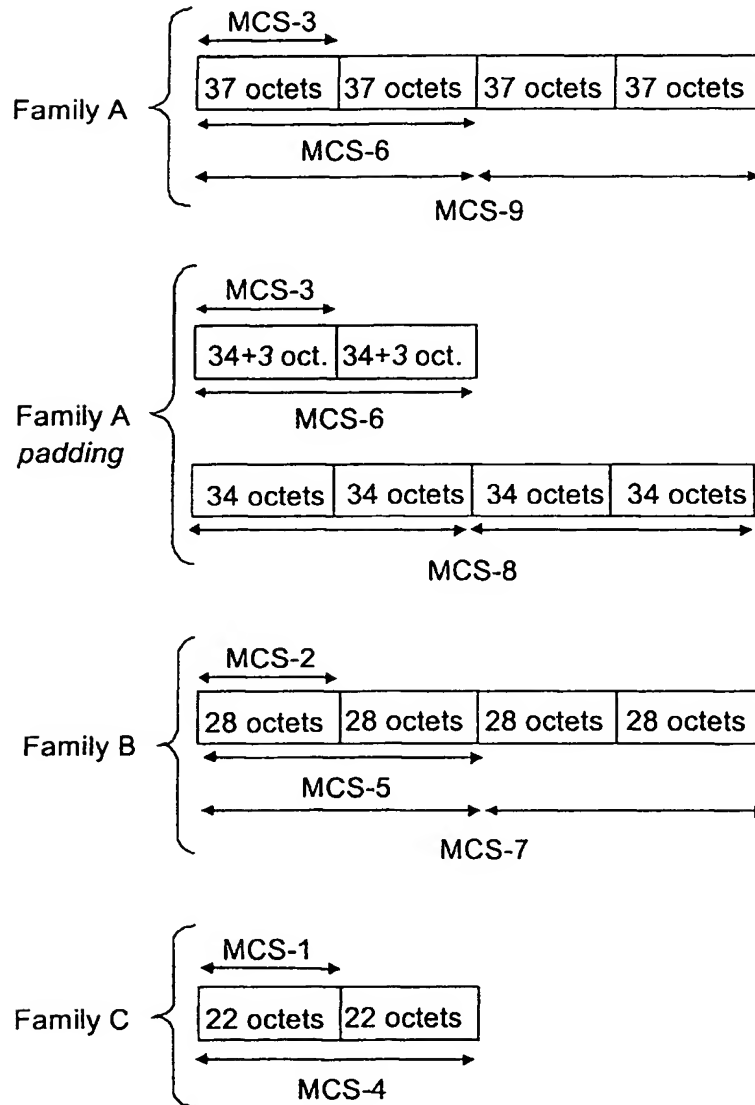 MCS-3
37 octets 37 octets 37 octets 37 octets
Family A
MCS-6
MCS-9
MCS-3
34+3 oct. 34+3 oct.
Family A
padding
MCS-6
34 octets 34 octets 34 octets 34 octets
MCS-8
MCS-2
28 octets 28 octets 28 octets 28 octets
Family B
MCS-5
MCS-7
MCS-1
22 octets 22 octets
Family C
MCS-4